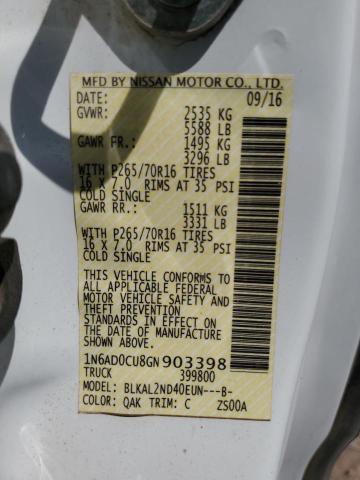 MFD BY NISSAN MOTOR CO., LTD.
DATE: 09/16
GVWR: 2535 KG
5588 LB
GAWR FR: 1495 KG
3296 LB
WITH P265/70R16 TIRES
16 X 7.0 RIMS AT 35 PSI
COLD SINGLE
GAWR RR: 1511 KG
3331 LB
WITH P265/70R16 TIRES
16 X 7.0 RIMS AT 35 PSI
COLD SINGLE
THIS VEHICLE CONFORMS TO
ALL APPLICABLE FEDERAL
MOTOR VEHICLE SAFETY AND
THEFT PREVENTION
STANDARDS IN EFFECT ON THE
DATE OF MANUFACTURE
SHOWN ABOVE.
1N6AD0CU8GN903398
TRUCK 399800
MODEL: BLKAL2ND40EUN---B-
COLOR: QAK TRIM: C ZS00A